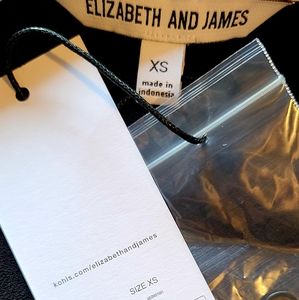 ELIZABETH AND JAMES
XS
made in
indonesia
kohls.com/elizabethandjames
SIZE XS